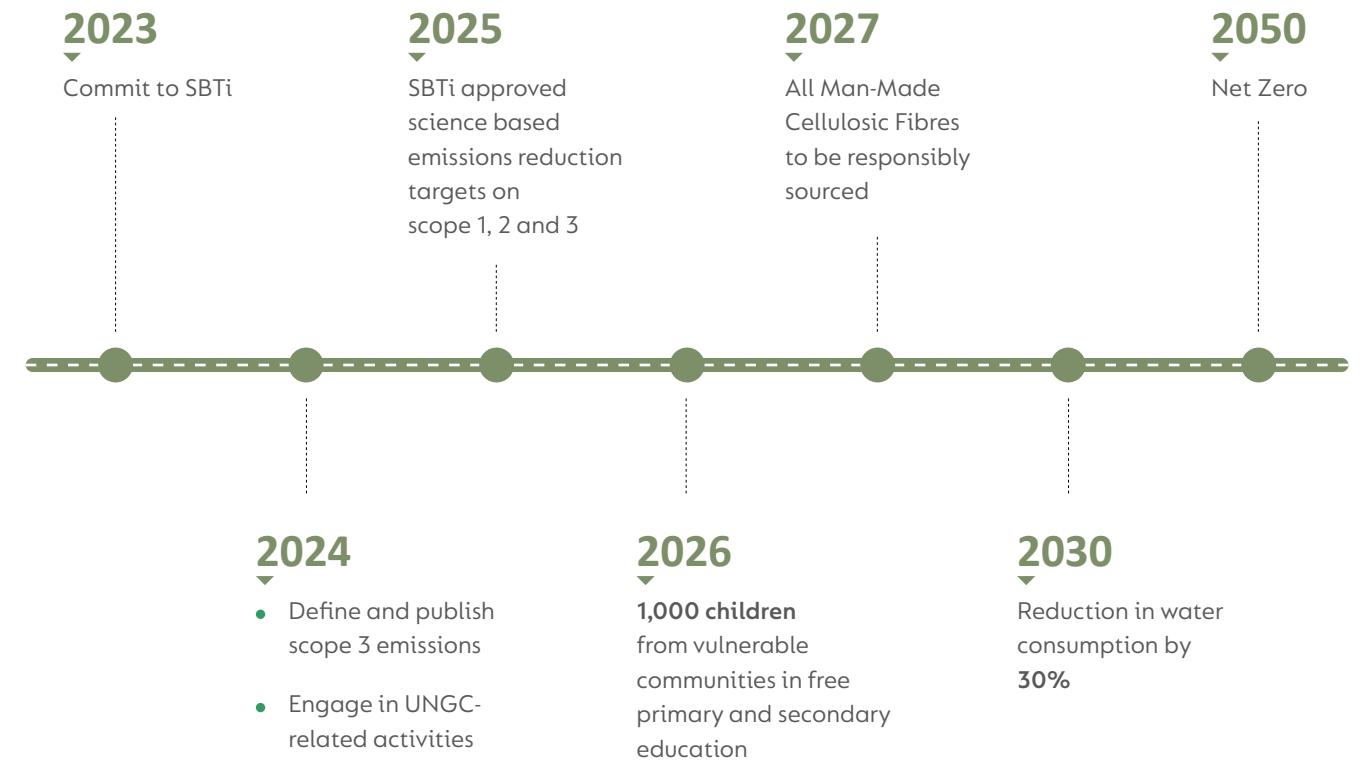 2023
Commit to SBTi
2025
SBTi approved
science based
emissions reduction
targets on
scope 1, 2 and 3
2027
All Man-Made
Cellulosic Fibres
to be responsibly
sourced
2050
Net Zero
2024
Define and publish
scope 3 emissions
Engage in UNGC-
related activities
2026
1,000 children
from vulnerable
communities in free
primary and secondary
education
2030
Reduction in water
consumption by
30%